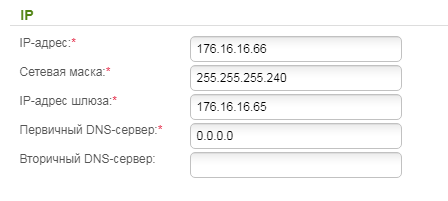 IP
IP-адрес:* 176.16.16.66
Сетевая маска:* 255.255.255.240
IP-адрес шлюза:* 176.16.16.65
Первичный DNS-сервер:* 0.0.0.0
Вторичный DNS-сервер: